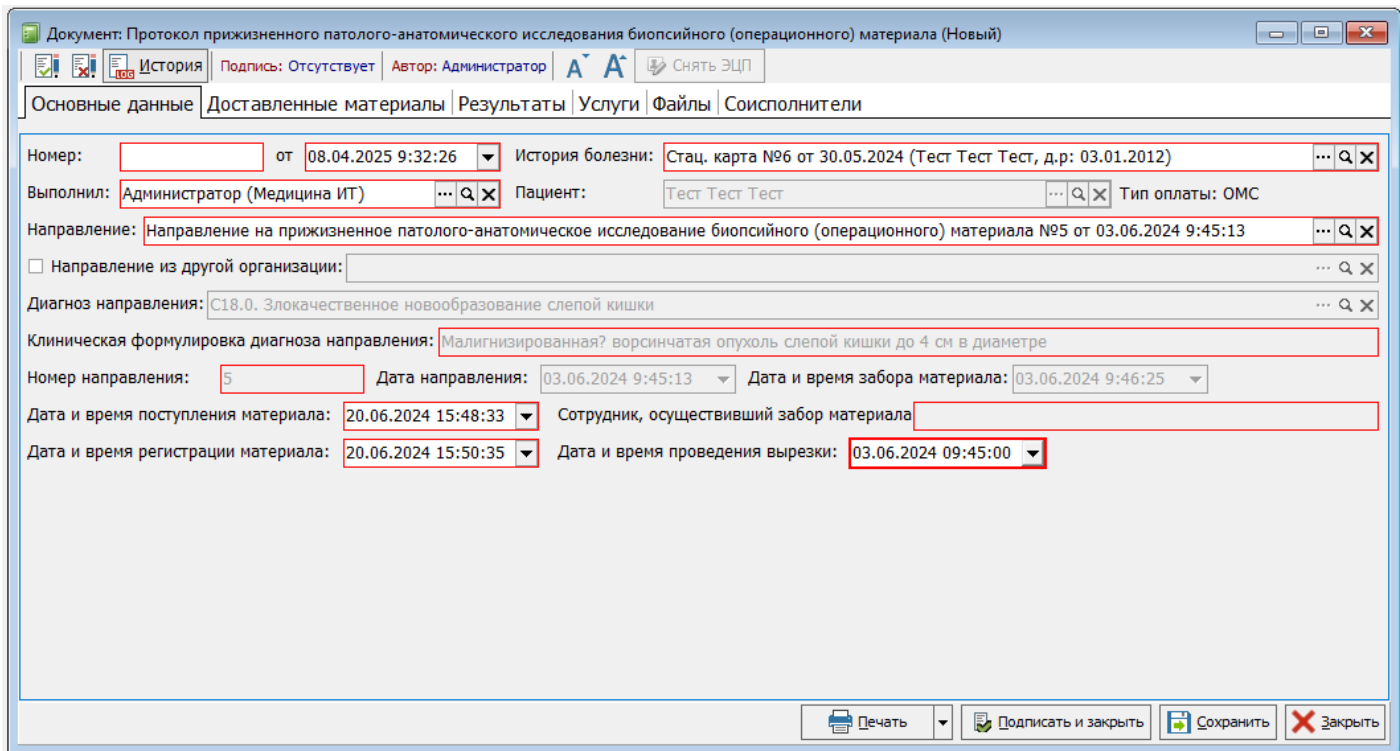 Документ: Протокол прижизненного патолого-анатомического исследования биопсийного (операционного) материала (Новый)
LOG История Подпись: Отсутствует Автор: Администратор A A Снять ЭЦП
Основные данные Доставленные материалы Результаты Услуги Файлы Соисполнители
Номер: от 08.04.2025 9:32:26 История болезни: Стац. карта №6 от 30.05.2024 (Тест Тест Тест, д.р: 03.01.2012) ...
Выполнил: Администратор (Медицина ИТ) ... Пациент: Тест Тест Тест ... Тип оплаты: ОМС
Направление: Направление на прижизненное патолого-анатомическое исследование биопсийного (операционного) материала №5 от 03.06.2024 9:45:13 ...
Направление из другой организации: ...
Диагноз направления: C18.0. Злокачественное новообразование слепой кишки ...
Клиническая формулировка диагноза направления: Малигнизированная? ворсинчатая опухоль слепой кишки до 4 см в диаметре
Номер направления: 5 Дата направления: 03.06.2024 9:45:13 Дата и время забора материала: 03.06.2024 9:46:25
Дата и время поступления материала: 20.06.2024 15:48:33 Сотрудник, осуществивший забор материала
Дата и время регистрации материала: 20.06.2024 15:50:35 Дата и время проведения вырезки: 03.06.2024 09:45:00
Печать Подписать и закрыть Сохранить Закрыть